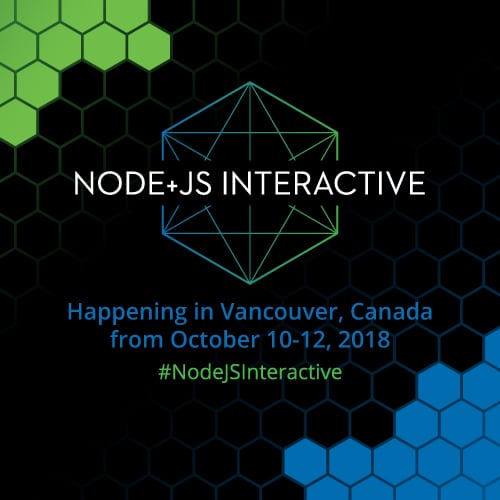 NODE+JS INTERACTIVE
Happening in Vancouver, Canada
from October 10-12, 2018
#NodeJSInteractive